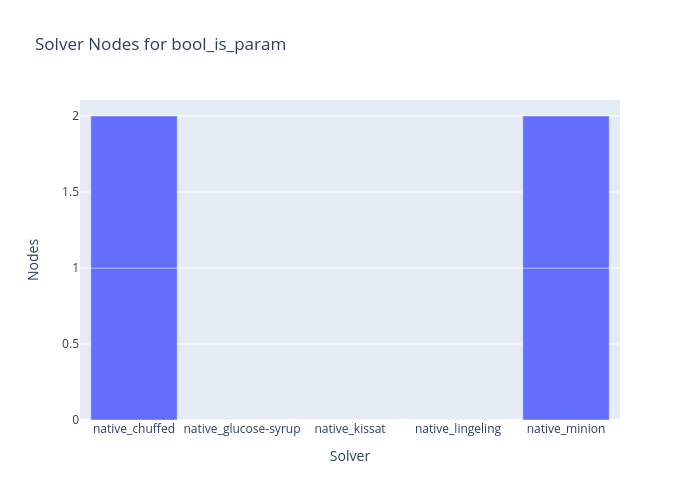 Solver Nodes for bool_is_param
2
1.5
1
0.5
0
Nodes
native_chuffed native_glucose-syrup native_kissat native_lingeling native_minion
Solver